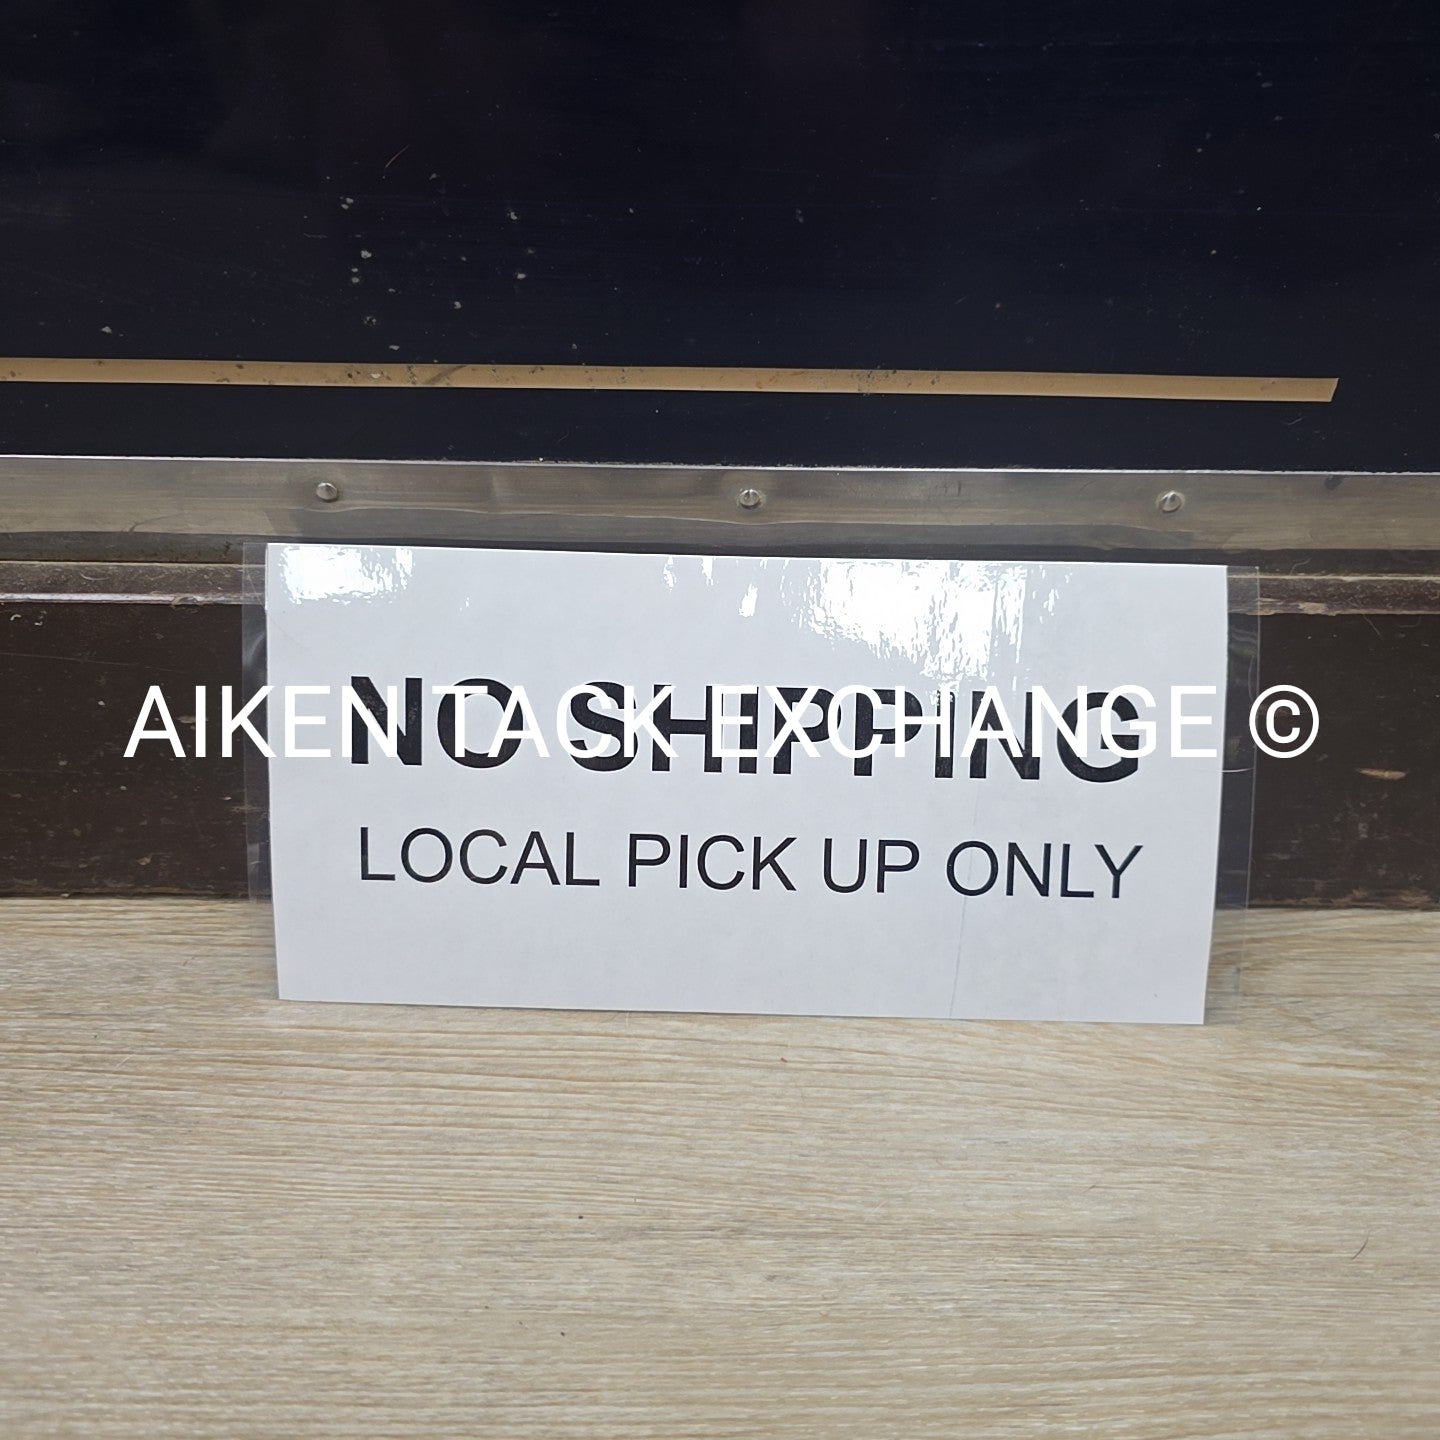 NO SHIPPING
AIKEN TACK EXCHANGE ©
LOCAL PICK UP ONLY